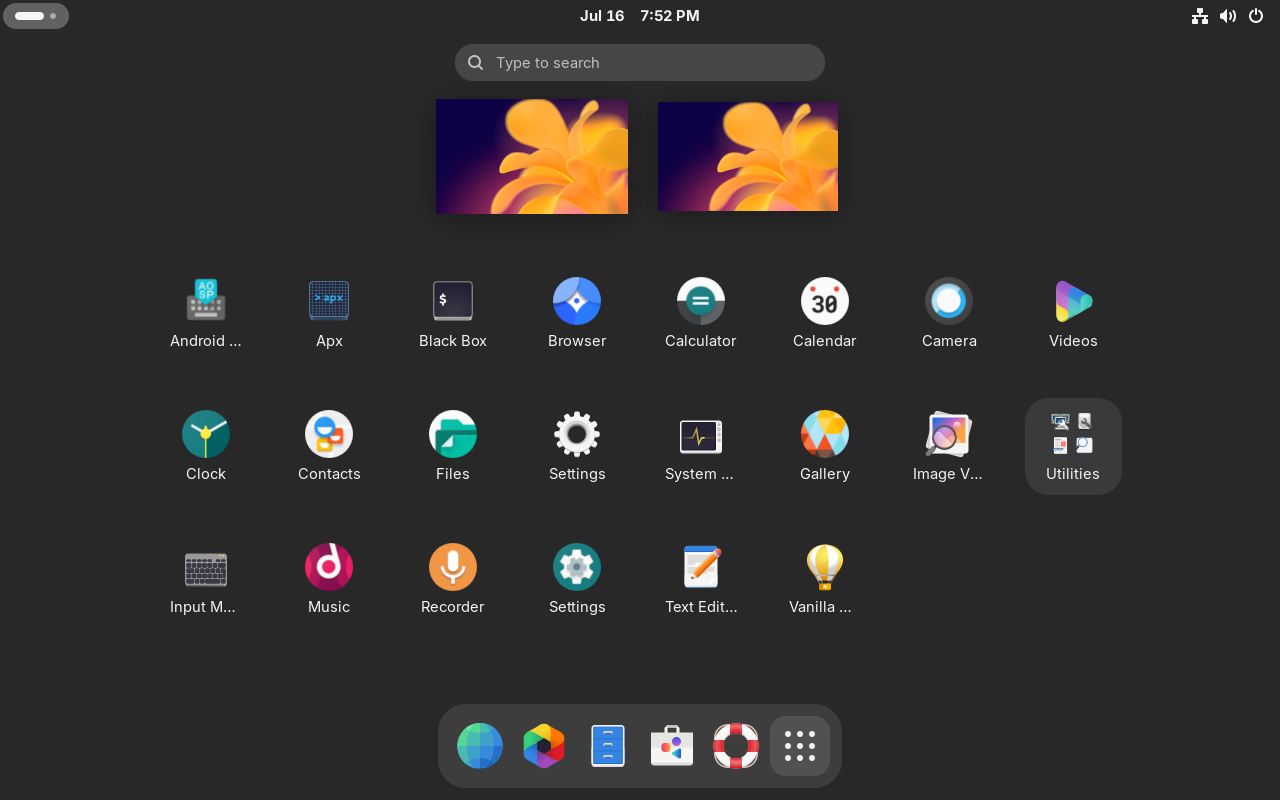 Jul 16 7:52 PM
Type to search
AO
SP
>apx
$
30
Android ...
Apx
Black Box
Browser
Calculator
Calendar
Camera
Videos
Clock
Contacts
Files
Settings
System ...
Gallery
Image V...
Utilities
Input M...
Music
Recorder
Settings
Text Edit...
Vanilla ...